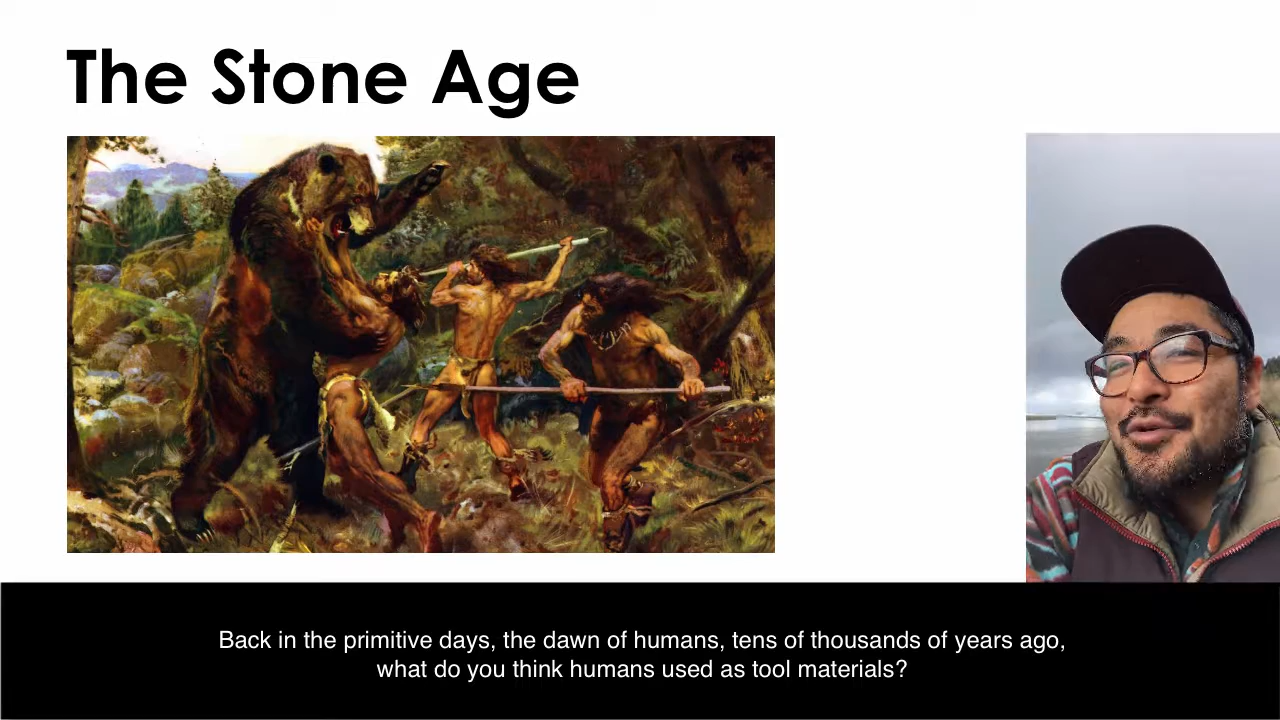 The Stone Age
Back in the primitive days, the dawn of humans, tens of thousands of years ago,
what do you think humans used as tool materials?